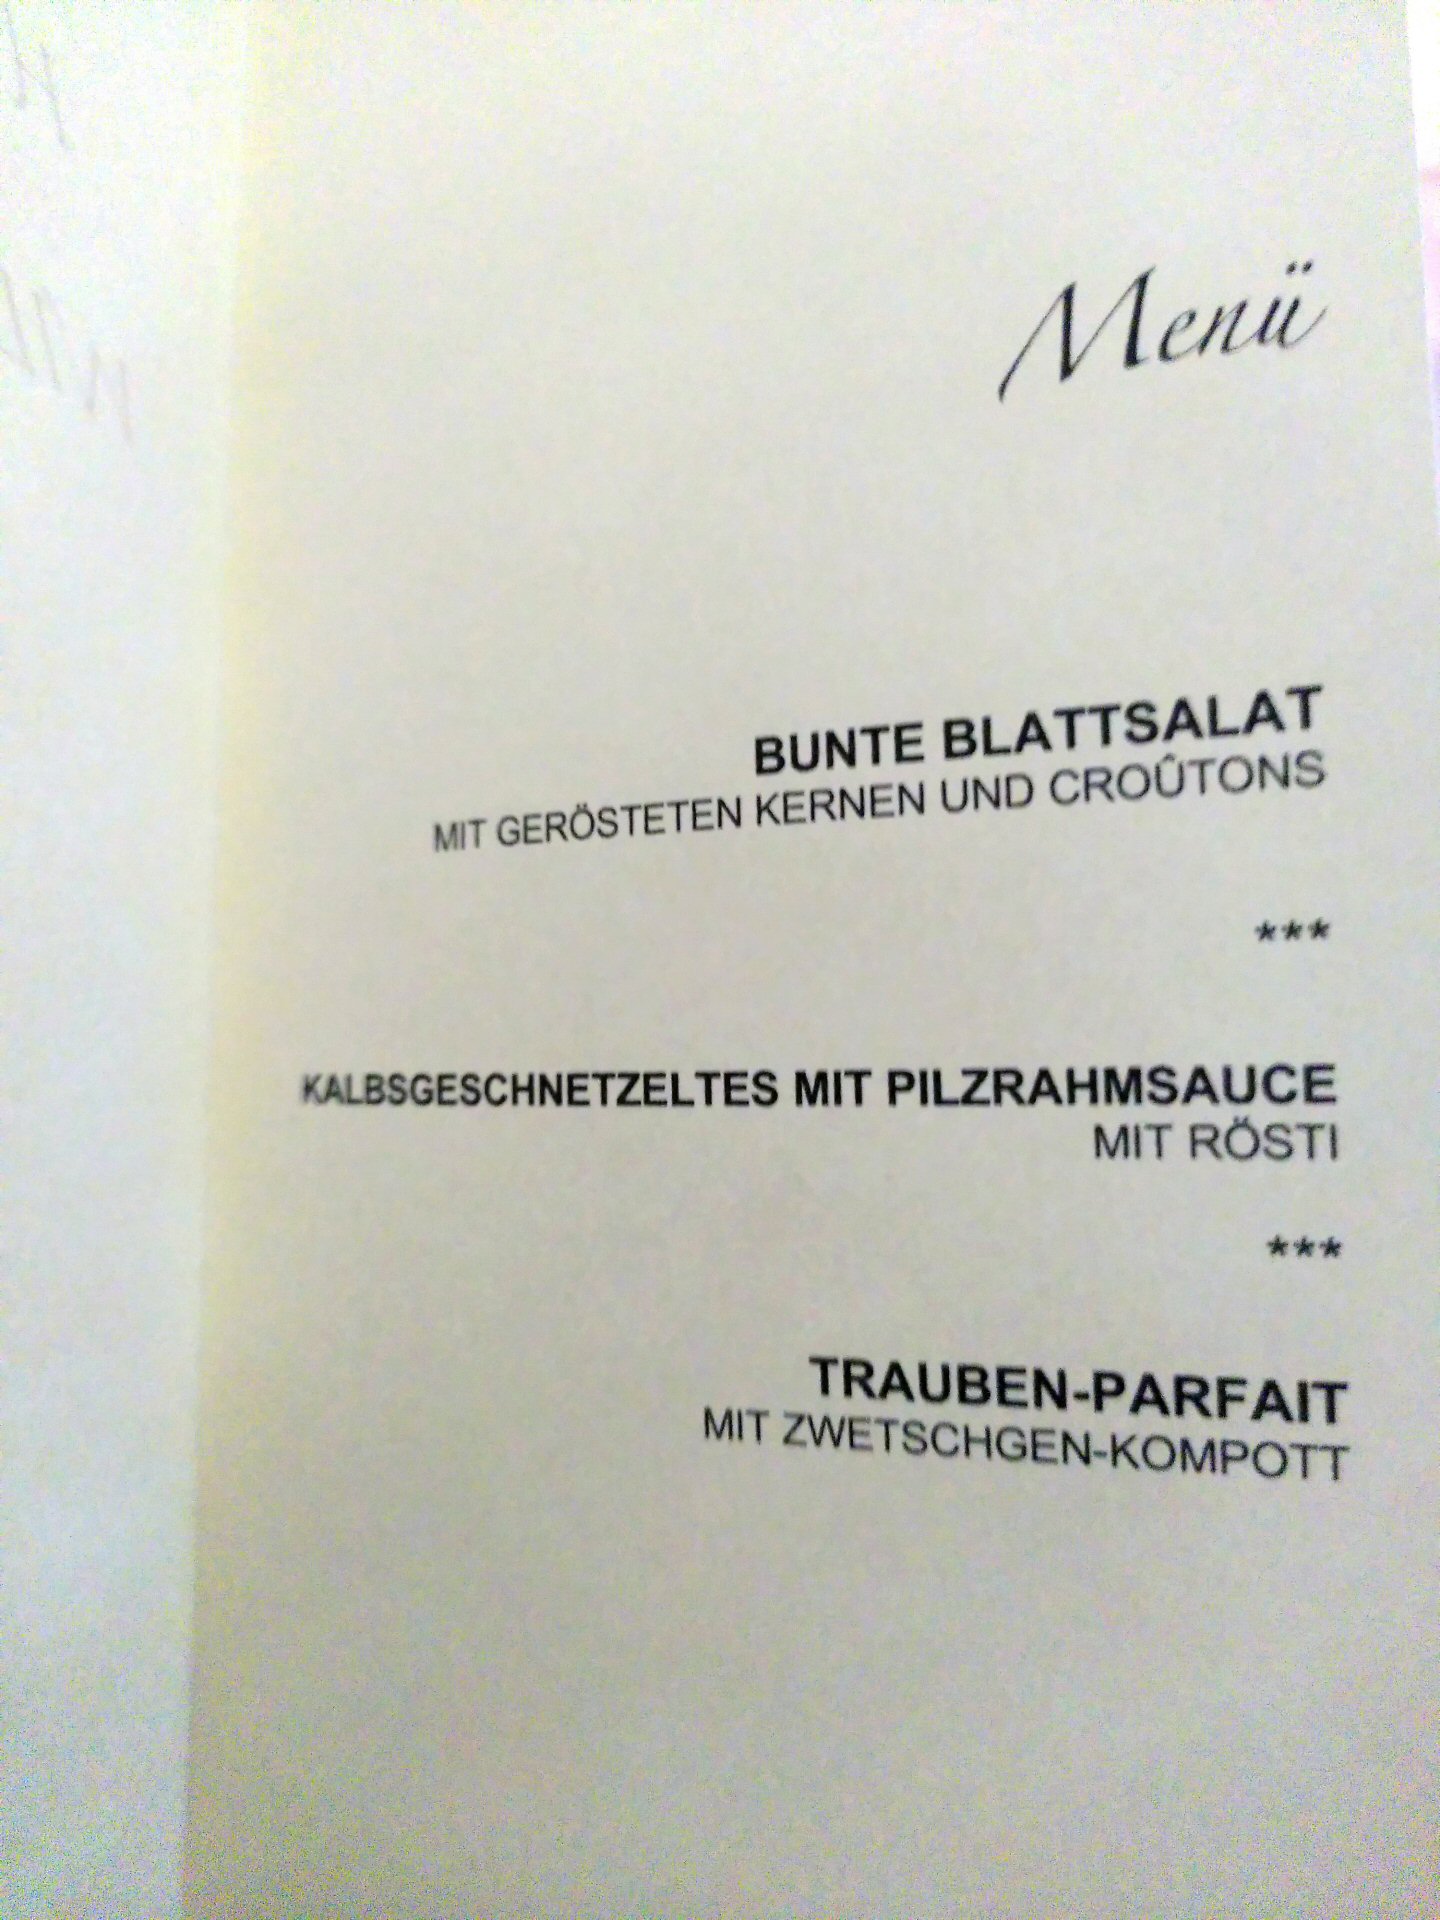 Menü
BUNTE BLATTSALAT
MIT GERÖSTETEN KERNEN UND CROÛTONS
***
KALBSGESCHNETZELTES MIT PILZRAHMSAUCE
MIT RÖSTI
***
TRAUBEN-PARFAIT
MIT ZWETSCHGEN-KOMPOTT